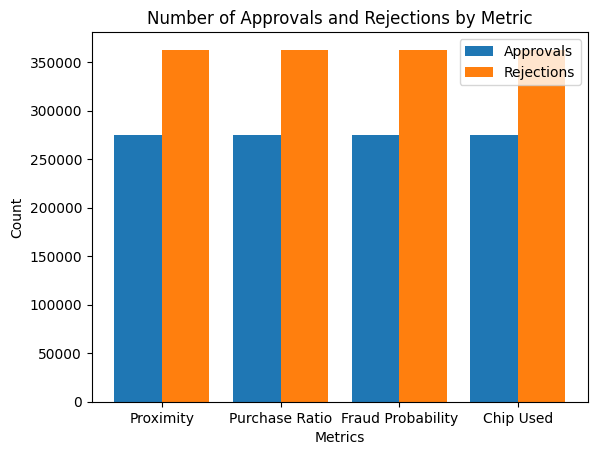 Number of Approvals and Rejections by Metric
Approvals
Rejections
Count
350000
300000
250000
200000
150000
100000
50000
0
Proximity Purchase Ratio Fraud Probability Chip Used
Metrics